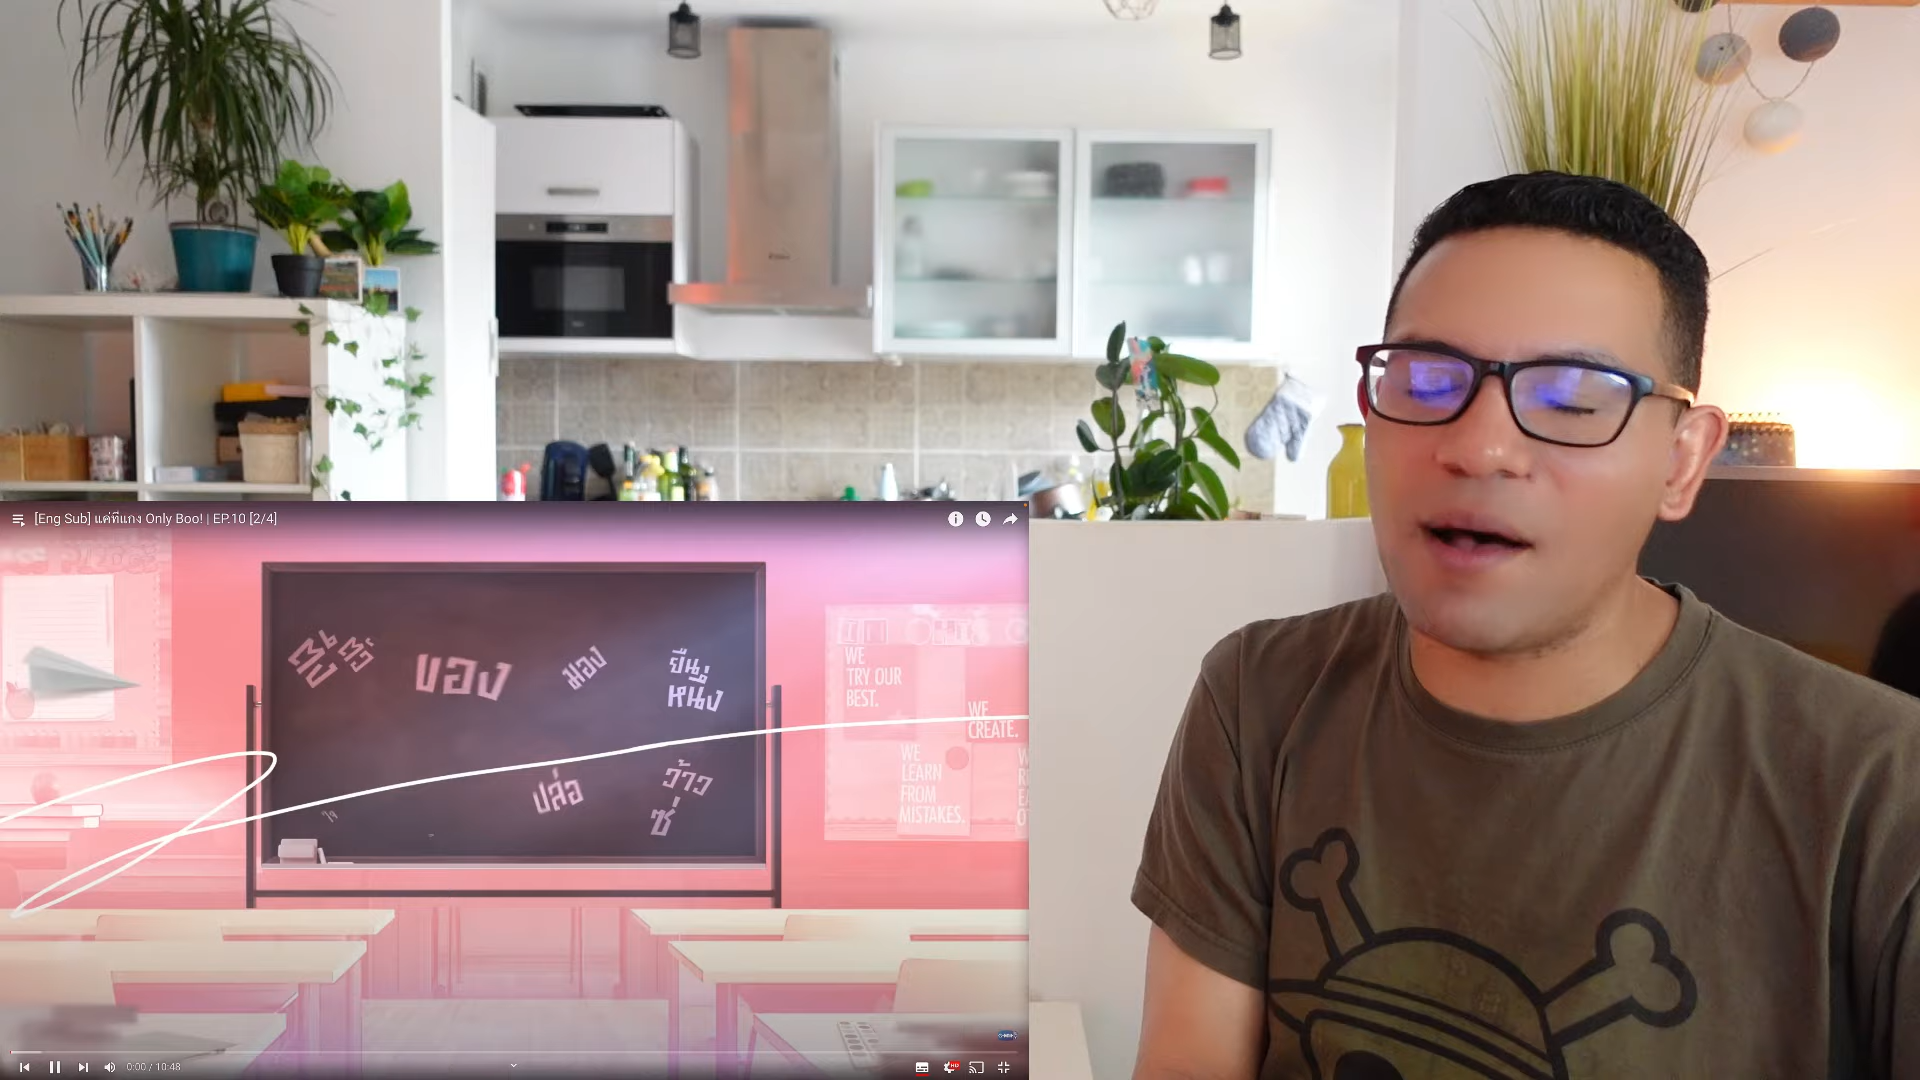 [Eng Sub] แค่ที่แกง Only Boo! | EP.10 [2/4]
ของ
มอง
ยืน
หนึ่ง
ปล่อ
ว้าว
ซ่
WE
TRY OUR
BEST.
WE
CREATE.
WE
LEARN
FROM
MISTAKES.
0:00 / 10:48
HD